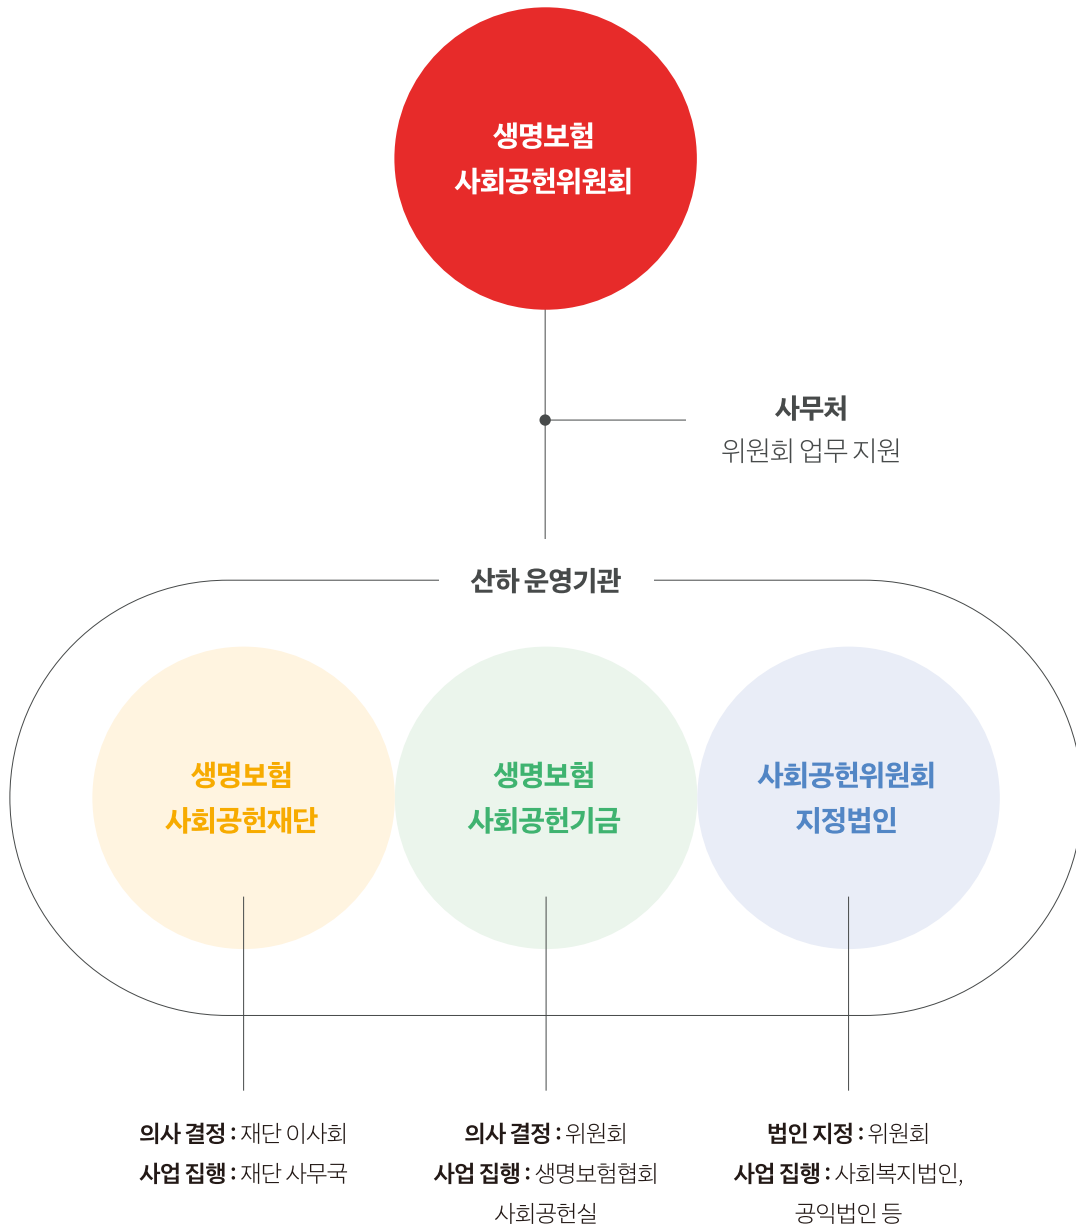 생명보험
사회공헌위원회
사무처
위원회 업무 지원
산하 운영기관
생명보험
사회공헌재단
생명보험
사회공헌기금
사회공헌위원회
지정법인
의사 결정 : 재단 이사회
사업 집행 : 재단 사무국
의사 결정 : 위원회
사업 집행 : 생명보험협회
사회공헌실
법인 지정 : 위원회
사업 집행 : 사회복지법인,
공익법인 등